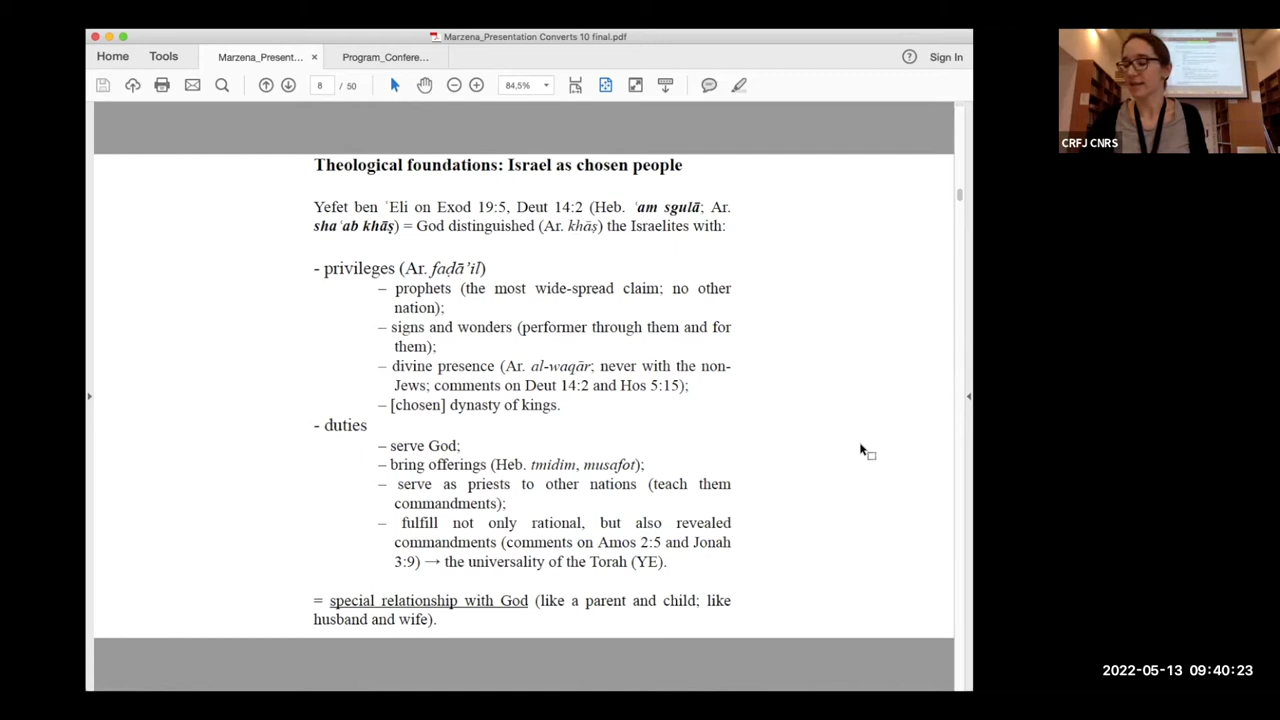 Marzena_Presentation Converts 10 final.pdf
Home Tools Marzena_Present... × Program_Confere... ? Sign In
8 / 50 84,5%
Theological foundations: Israel as chosen people
Yefet ben ʿEli on Exod 19:5, Deut 14:2 (Heb. ʿam sgulā; Ar.
shaʿab khāṣ) = God distinguished (Ar. khāṣ) the Israelites with:
- privileges (Ar. faḍā’il)
– prophets (the most wide-spread claim; no other
nation);
– signs and wonders (performer through them and for
them);
– divine presence (Ar. al-waqār; never with the non-
Jews; comments on Deut 14:2 and Hos 5:15);
– [chosen] dynasty of kings.
- duties
– serve God;
– bring offerings (Heb. tmidim, musafot);
– serve as priests to other nations (teach them
commandments);
– fulfill not only rational, but also revealed
commandments (comments on Amos 2:5 and Jonah
3:9) → the universality of the Torah (YE).
= special relationship with God (like a parent and child; like
husband and wife).
CRFJ CNRS
2022-05-13 09:40:23